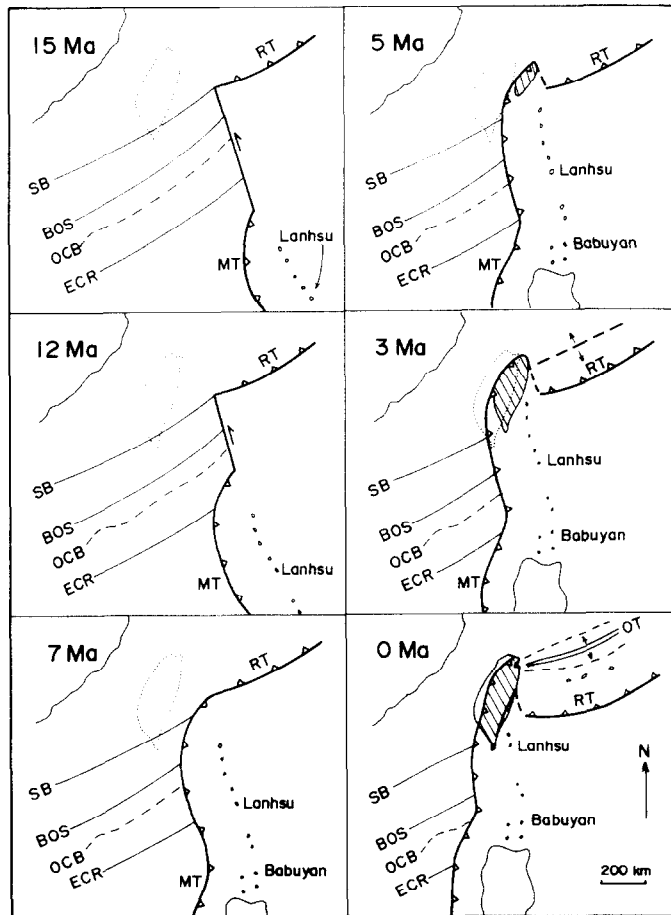 15 Ma
RT
SB
BOS
OCB
ECR
MT
Lanhsu
12 Ma
RT
SB
BOS
OCB
ECR
MT
Lanhsu
7 Ma
RT
SB
BOS
OCB
ECR
MT
Lanhsu
Babuyan
5 Ma
RT
SB
BOS
OCB
ECR
MT
Lanhsu
Babuyan
3 Ma
RT
SB
BOS
OCB
ECR
MT
Lanhsu
Babuyan
0 Ma
OT
RT
SB
BOS
OCB
ECR
MT
Lanhsu
Babuyan
N
200 km